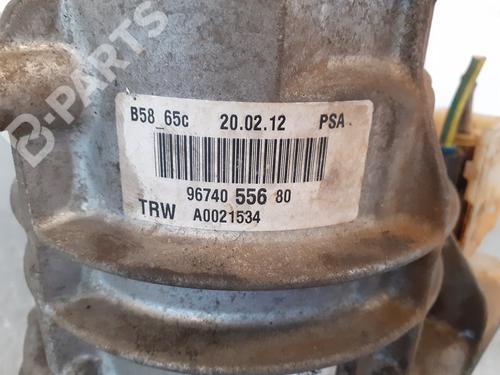 B-PARTS
B58_65c 20.02.12 PSA
96740 556 80
TRW A0021534